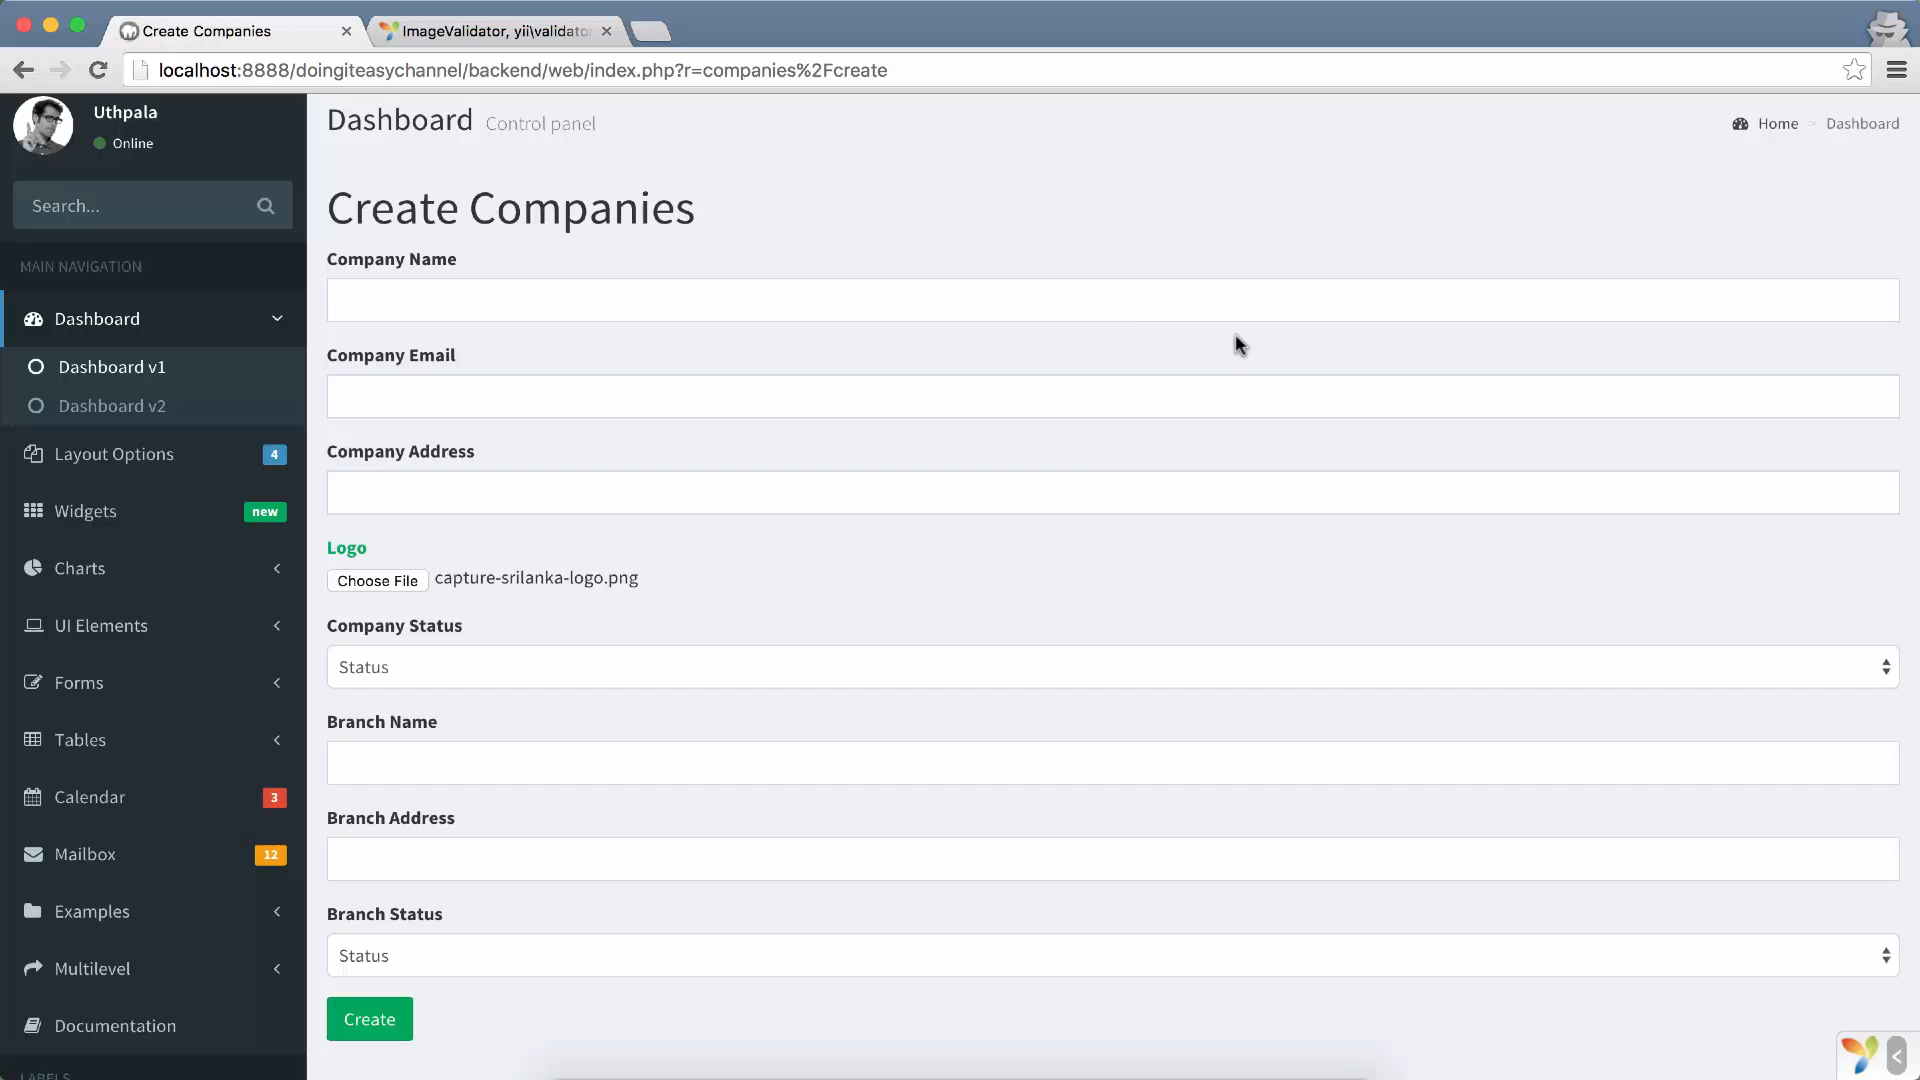 Create Companies
ImageValidator, yii\validato
localhost:8888/doingiteasychannel/backend/web/index.php?r=companies%2Fcreate
Uthpala
Online
Search...
MAIN NAVIGATION
Dashboard
Dashboard v1
Dashboard v2
Layout Options 4
Widgets new
Charts
UI Elements
Forms
Tables
Calendar 3
Mailbox 12
Examples
Multilevel
Documentation
LABELS
Dashboard Control panel
Home > Dashboard
Create Companies
Company Name
Company Email
Company Address
Logo
Choose File capture-srilanka-logo.png
Company Status
Status
Branch Name
Branch Address
Branch Status
Status
Create